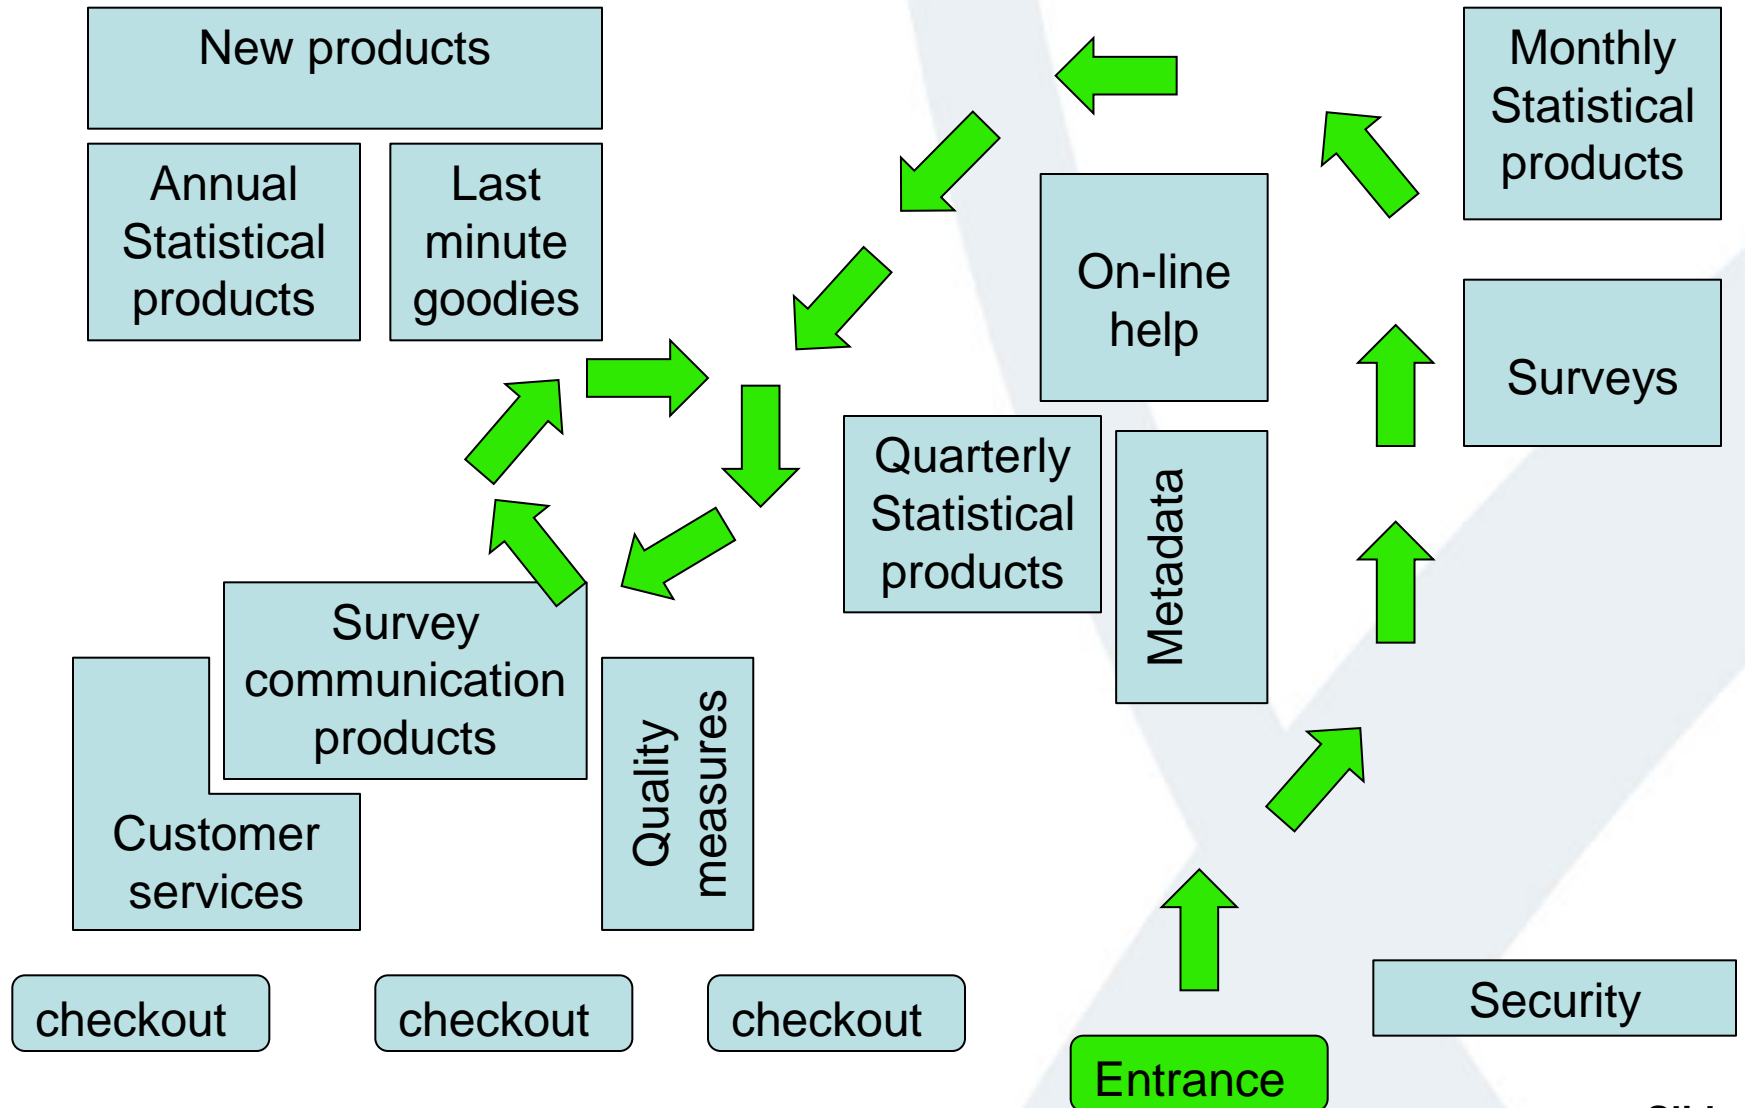 New products
Monthly
Statistical
products
Annual
Statistical
products
Last
minute
goodies
On-line
help
Surveys
Quarterly
Statistical
products
Metadata
Survey
communication
products
Quality
measures
Customer
services
checkout
checkout
checkout
Security
Entrance